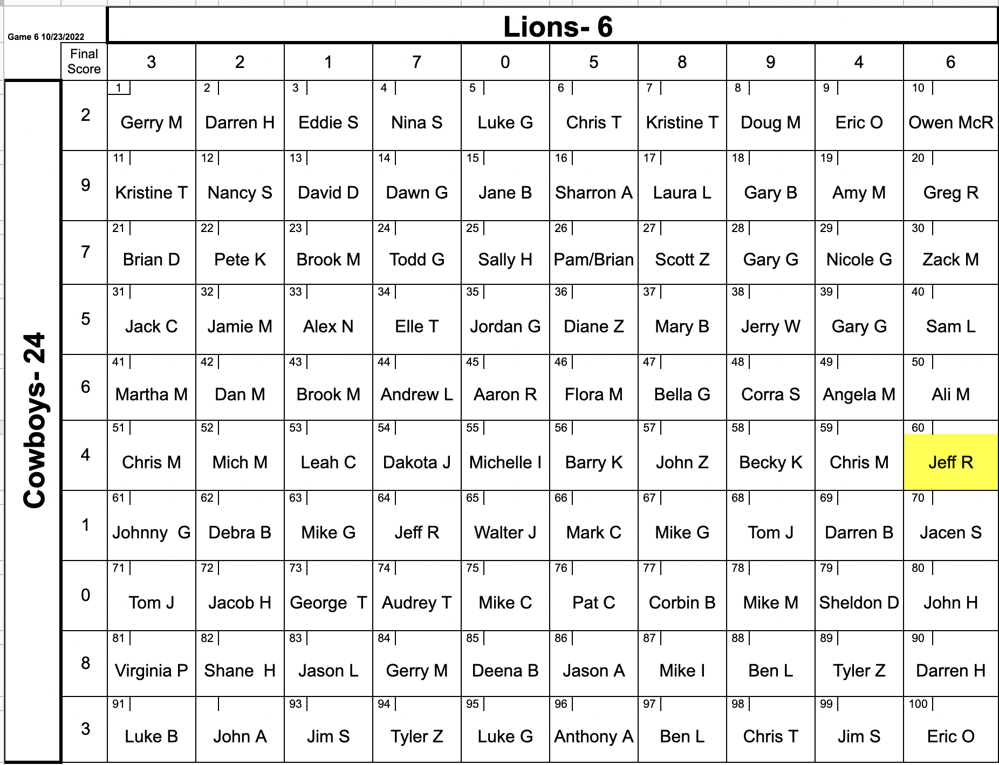 Lions- 6
Game 6 10/23/2022
Final Score 3 2 1 7 0 5 8 9 4 6
Cowboys- 24
1 2 3 4 5 6 7 8 9 10
2 Gerry M Darren H Eddie S Nina S Luke G Chris T Kristine T Doug M Eric O Owen McR
11 12 13 14 15 16 17 18 19 20
9 Kristine T Nancy S David D Dawn G Jane B Sharron A Laura L Gary B Amy M Greg R
21 22 23 24 25 26 27 28 29 30
7 Brian D Pete K Brook M Todd G Sally H Pam/Brian Scott Z Gary G Nicole G Zack M
31 32 33 34 35 36 37 38 39 40
5 Jack C Jamie M Alex N Elle T Jordan G Diane Z Mary B Jerry W Gary G Sam L
41 42 43 44 45 46 47 48 49 50
6 Martha M Dan M Brook M Andrew L Aaron R Flora M Bella G Corra S Angela M Ali M
51 52 53 54 55 56 57 58 59 60
4 Chris M Mich M Leah C Dakota J Michelle I Barry K John Z Becky K Chris M Jeff R
61 62 63 64 65 66 67 68 69 70
1 Johnny G Debra B Mike G Jeff R Walter J Mark C Mike G Tom J Darren B Jacen S
71 72 73 74 75 76 77 78 79 80
0 Tom J Jacob H George T Audrey T Mike C Pat C Corbin B Mike M Sheldon D John H
81 82 83 84 85 86 87 88 89 90
8 Virginia P Shane H Jason L Gerry M Deena B Jason A Mike I Ben L Tyler Z Darren H
91 93 94 95 96 97 98 99 100
3 Luke B John A Jim S Tyler Z Luke G Anthony A Ben L Chris T Jim S Eric O